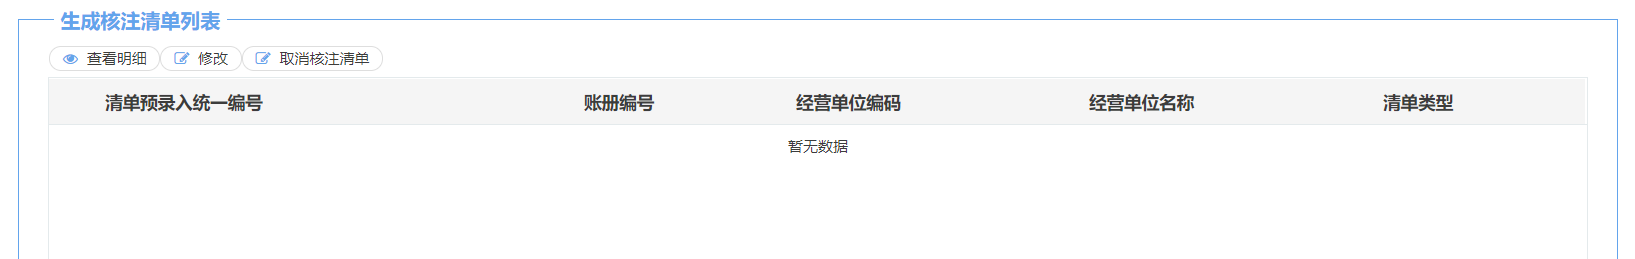 生成核注清单列表
查看明细 修改 取消核注清单
清单预录入统一编号 账册编号 经营单位编码 经营单位名称 清单类型
暂无数据